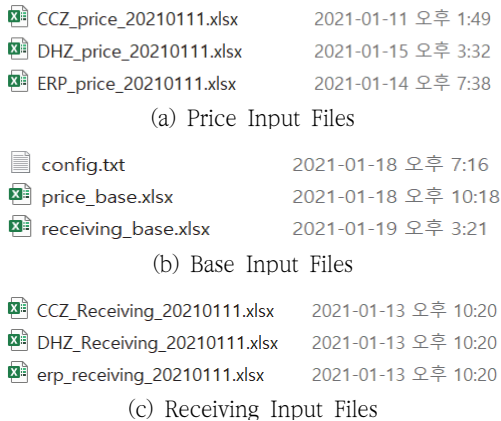 CCZ_price_20210111.xlsx 2021-01-11 오후 1:49
DHZ_price_20210111.xlsx 2021-01-15 오후 3:32
ERP_price_20210111.xlsx 2021-01-14 오후 7:38
(a) Price Input Files
config.txt 2021-01-18 오후 7:16
price_base.xlsx 2021-01-18 오후 10:18
receiving_base.xlsx 2021-01-19 오후 3:21
(b) Base Input Files
CCZ_Receiving_20210111.xlsx 2021-01-13 오후 10:20
DHZ_Receiving_20210111.xlsx 2021-01-13 오후 10:20
erp_receiving_20210111.xlsx 2021-01-13 오후 10:20
(c) Receiving Input Files